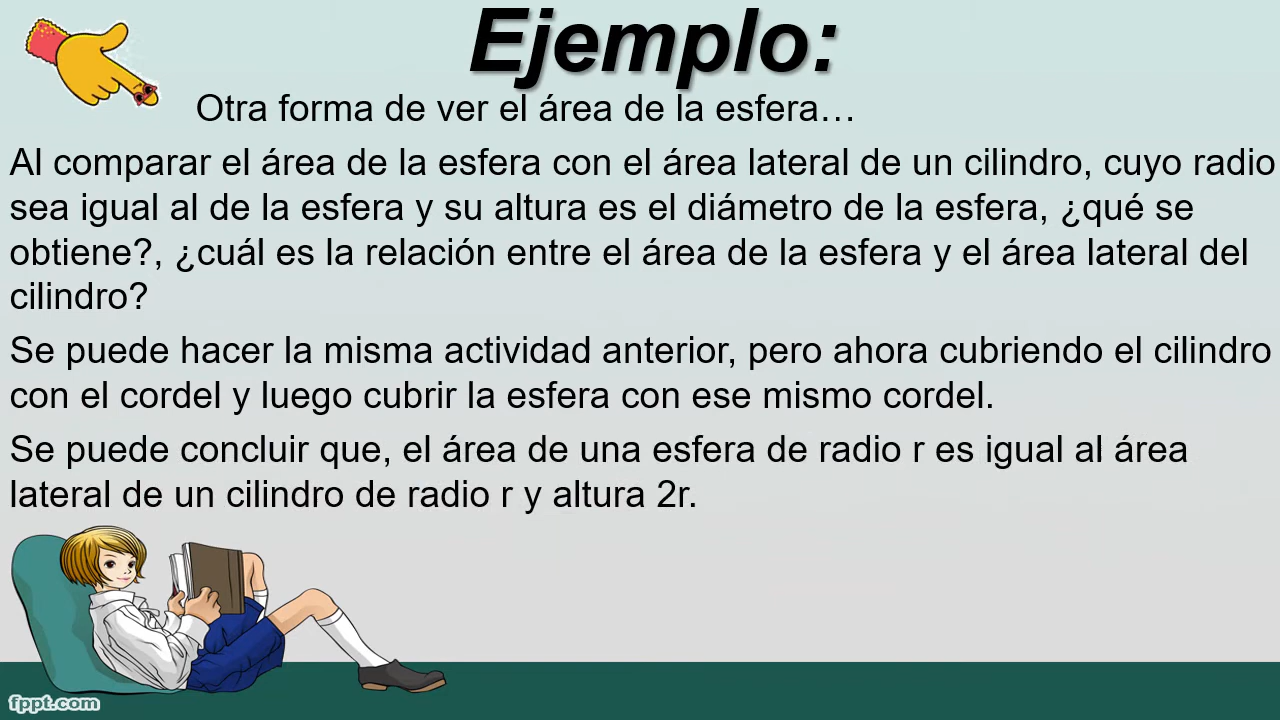 Ejemplo:
Otra forma de ver el área de la esfera…
Al comparar el área de la esfera con el área lateral de un cilindro, cuyo radio
sea igual al de la esfera y su altura es el diámetro de la esfera, ¿qué se
obtiene?, ¿cuál es la relación entre el área de la esfera y el área lateral del
cilindro?
Se puede hacer la misma actividad anterior, pero ahora cubriendo el cilindro
con el cordel y luego cubrir la esfera con ese mismo cordel.
Se puede concluir que, el área de una esfera de radio r es igual al área
lateral de un cilindro de radio r y altura 2r.
fppt.com